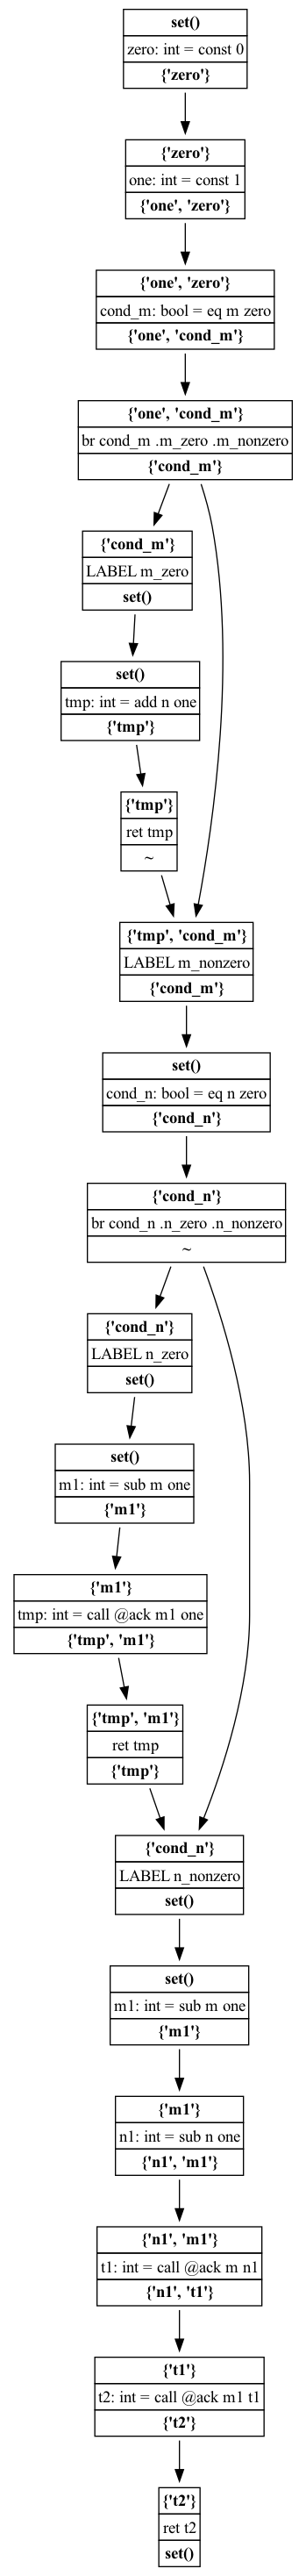 set()
zero: int = const 0
{'zero'}
{'zero'}
one: int = const 1
{'one', 'zero'}
{'one', 'zero'}
cond_m: bool = eq m zero
{'one', 'cond_m'}
{'one', 'cond_m'}
br cond_m .m_zero .m_nonzero
{'cond_m'}
{'cond_m'}
LABEL m_zero
set()
set()
tmp: int = add n one
{'tmp'}
{'tmp'}
ret tmp
~
{'tmp', 'cond_m'}
LABEL m_nonzero
{'cond_m'}
set()
cond_n: bool = eq n zero
{'cond_n'}
{'cond_n'}
br cond_n .n_zero .n_nonzero
~
{'cond_n'}
LABEL n_zero
set()
set()
m1: int = sub m one
{'m1'}
{'m1'}
tmp: int = call @ack m1 one
{'tmp', 'm1'}
{'tmp', 'm1'}
ret tmp
{'tmp'}
{'cond_n'}
LABEL n_nonzero
set()
set()
m1: int = sub m one
{'m1'}
{'m1'}
n1: int = sub n one
{'n1', 'm1'}
{'n1', 'm1'}
t1: int = call @ack m n1
{'n1', 't1'}
{'t1'}
t2: int = call @ack m1 t1
{'t2'}
{'t2'}
ret t2
set()